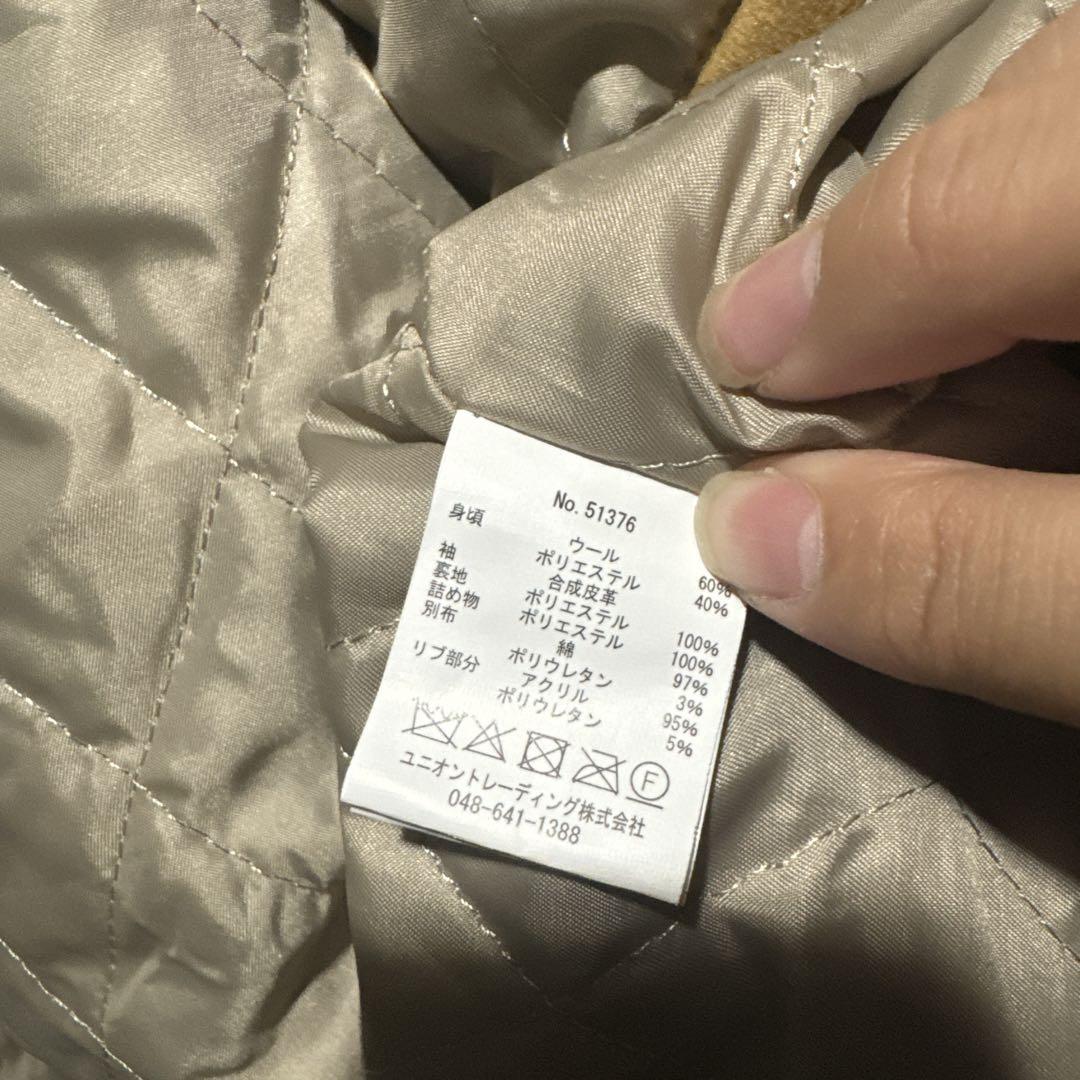 No. 51376
身頃 ウール 60%
ポリエステル 40%
袖 合成皮革
裏地 ポリエステル 100%
詰め物 ポリエステル 100%
別布 綿 97%
ポリウレタン 3%
リブ部分 アクリル 95%
ポリウレタン 5%
F
ユニオントレーディング株式会社
048-641-1388